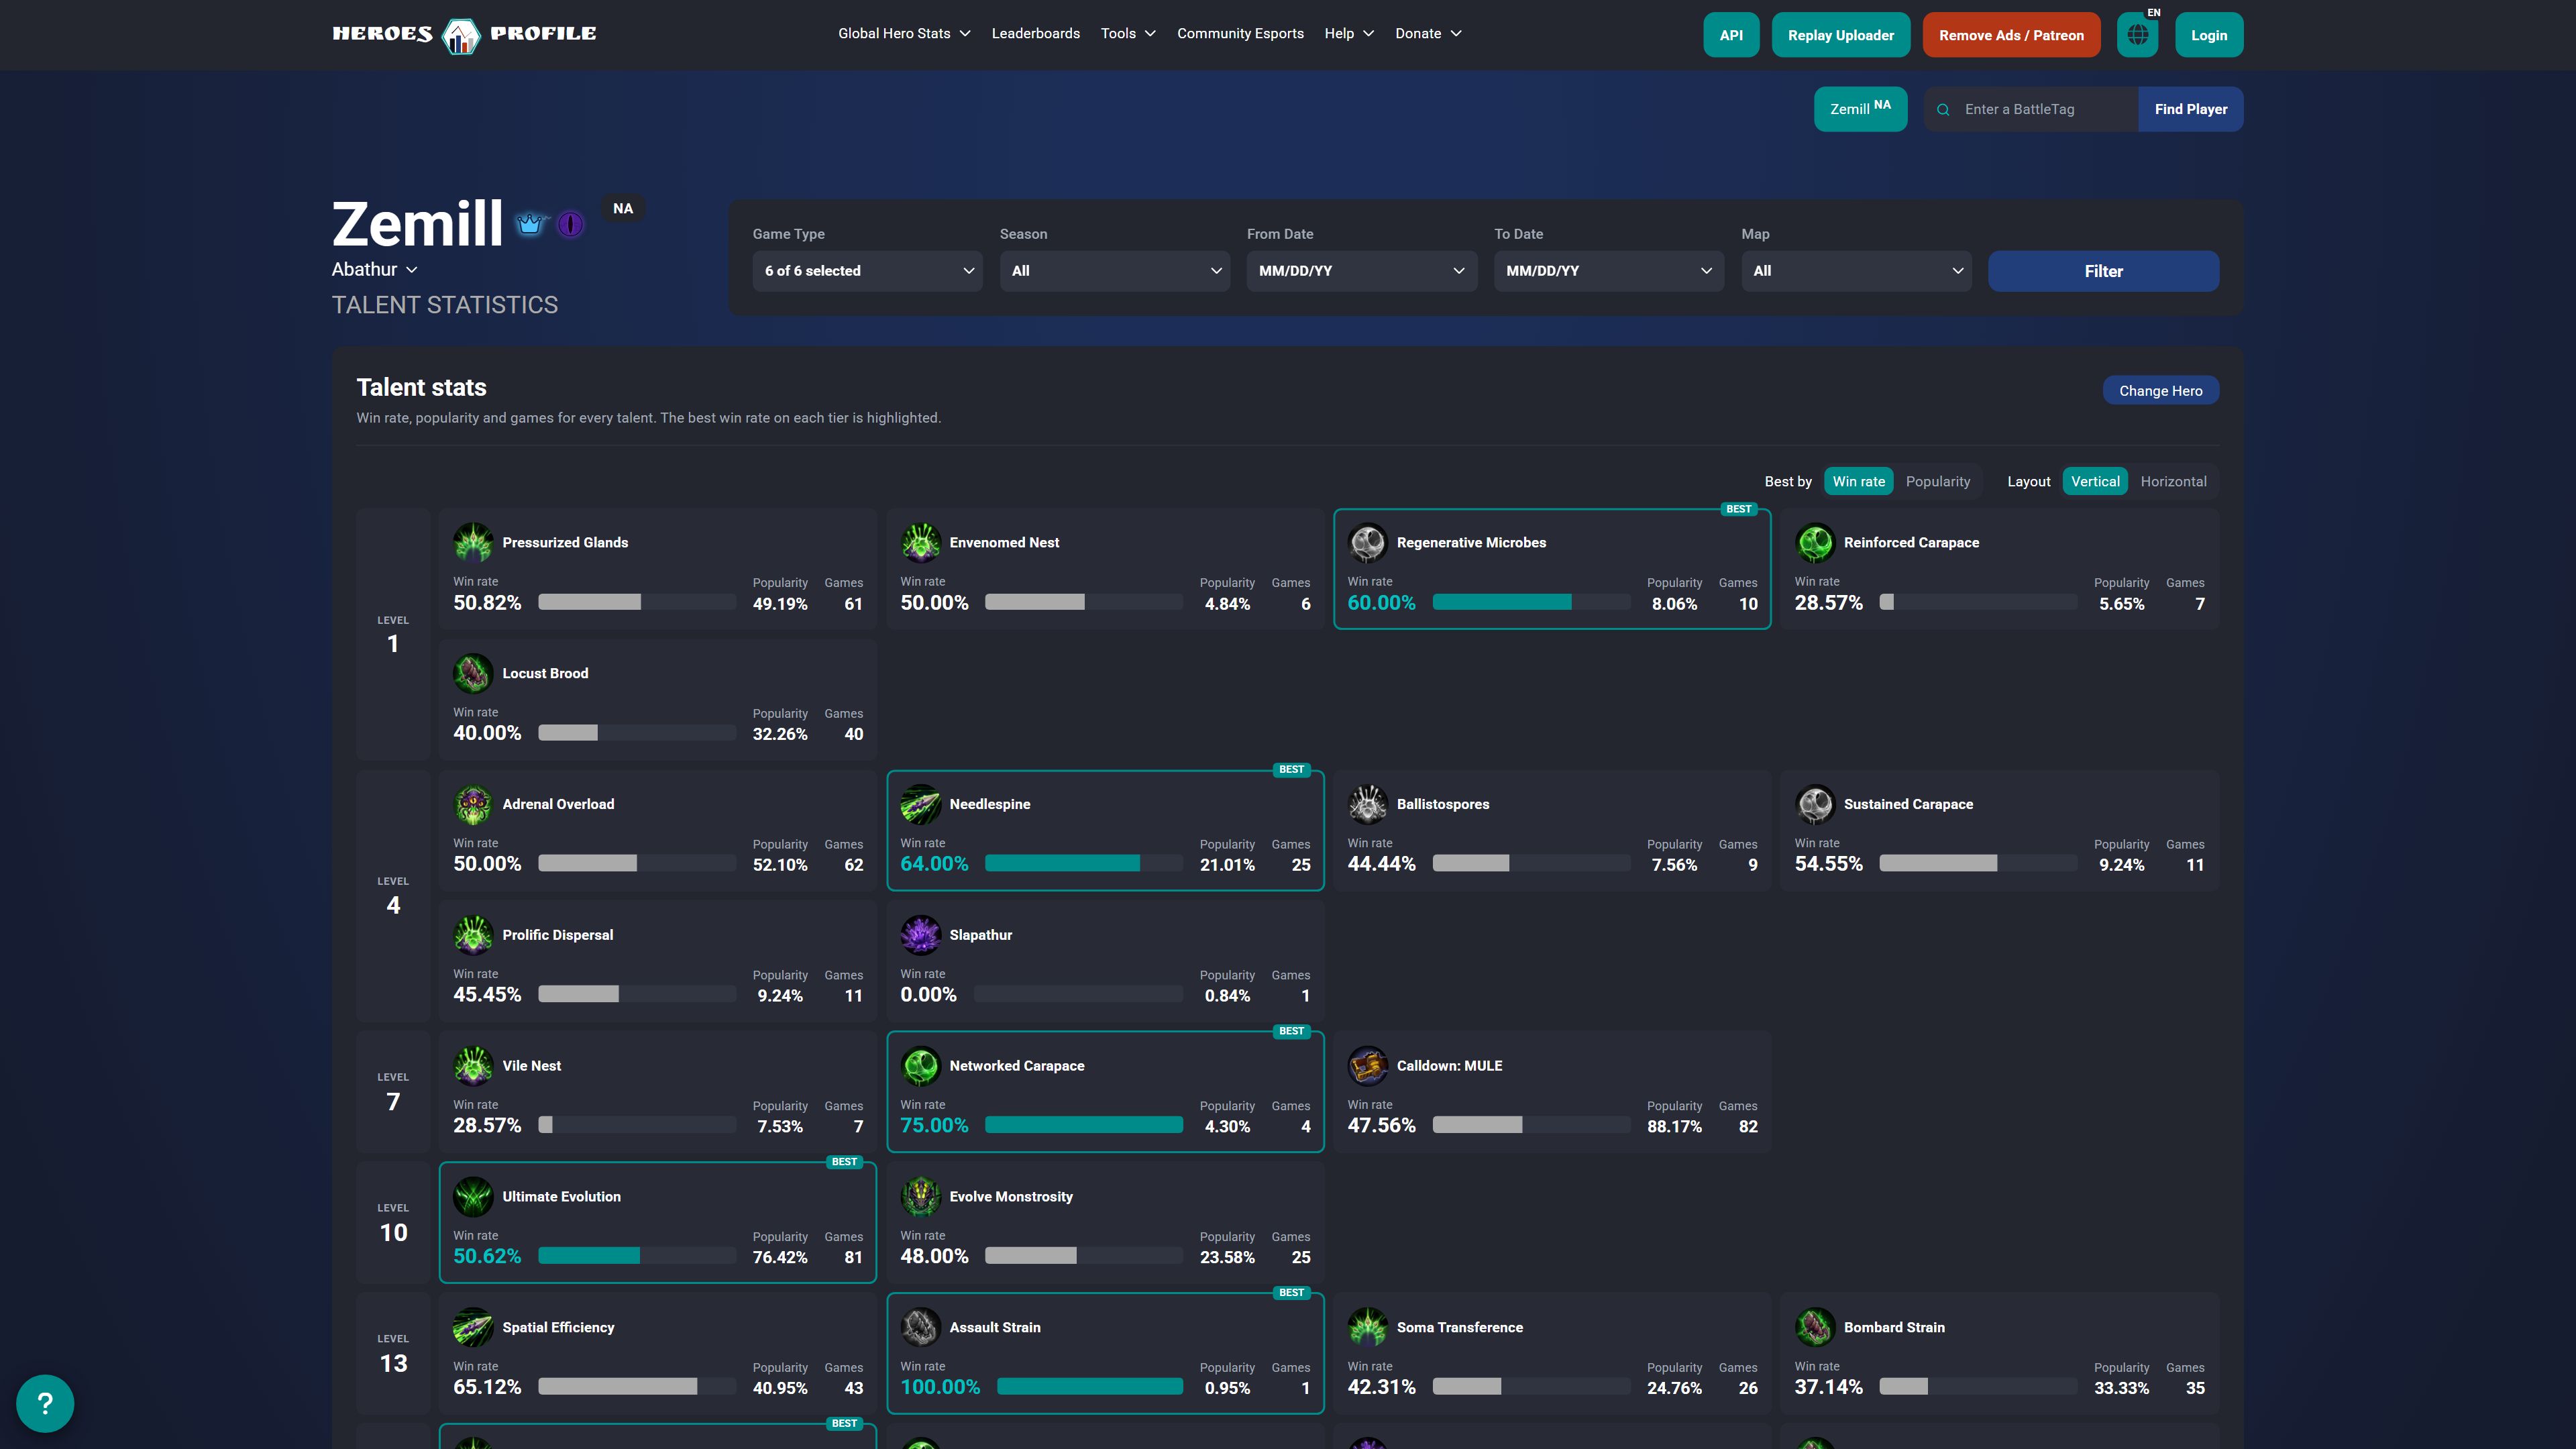 HEROES PROFILE
Global Hero Stats
Leaderboards
Tools
Community Esports
Help
Donate
API
Replay Uploader
Remove Ads / Patreon
EN
Login
Zemill NA
Enter a BattleTag
Find Player
Zemill
NA
Abathur
TALENT STATISTICS
Game Type
Season
From Date
To Date
Map
6 of 6 selected
All
MM/DD/YY
MM/DD/YY
All
Filter
Talent stats
Win rate, popularity and games for every talent. The best win rate on each tier is highlighted.
Change Hero
Best by
Win rate
Popularity
Layout
Vertical
Horizontal
LEVEL
1
Pressurized Glands
Win rate Popularity Games
50.82% 49.19% 61
Envenomed Nest
Win rate Popularity Games
50.00% 4.84% 6
BEST
Regenerative Microbes
Win rate Popularity Games
60.00% 8.06% 10
Reinforced Carapace
Win rate Popularity Games
28.57% 5.65% 7
Locust Brood
Win rate Popularity Games
40.00% 32.26% 40
LEVEL
4
Adrenal Overload
Win rate Popularity Games
50.00% 52.10% 62
BEST
Needlespine
Win rate Popularity Games
64.00% 21.01% 25
Ballistospores
Win rate Popularity Games
44.44% 7.56% 9
Sustained Carapace
Win rate Popularity Games
54.55% 9.24% 11
Prolific Dispersal
Win rate Popularity Games
45.45% 9.24% 11
Slapathur
Win rate Popularity Games
0.00% 0.84% 1
LEVEL
7
Vile Nest
Win rate Popularity Games
28.57% 7.53% 7
BEST
Networked Carapace
Win rate Popularity Games
75.00% 4.30% 4
Calldown: MULE
Win rate Popularity Games
47.56% 88.17% 82
LEVEL
10
BEST
Ultimate Evolution
Win rate Popularity Games
50.62% 76.42% 81
Evolve Monstrosity
Win rate Popularity Games
48.00% 23.58% 25
LEVEL
13
Spatial Efficiency
Win rate Popularity Games
65.12% 40.95% 43
BEST
Assault Strain
Win rate Popularity Games
100.00% 0.95% 1
Soma Transference
Win rate Popularity Games
42.31% 24.76% 26
Bombard Strain
Win rate Popularity Games
37.14% 33.33% 35
BEST
?